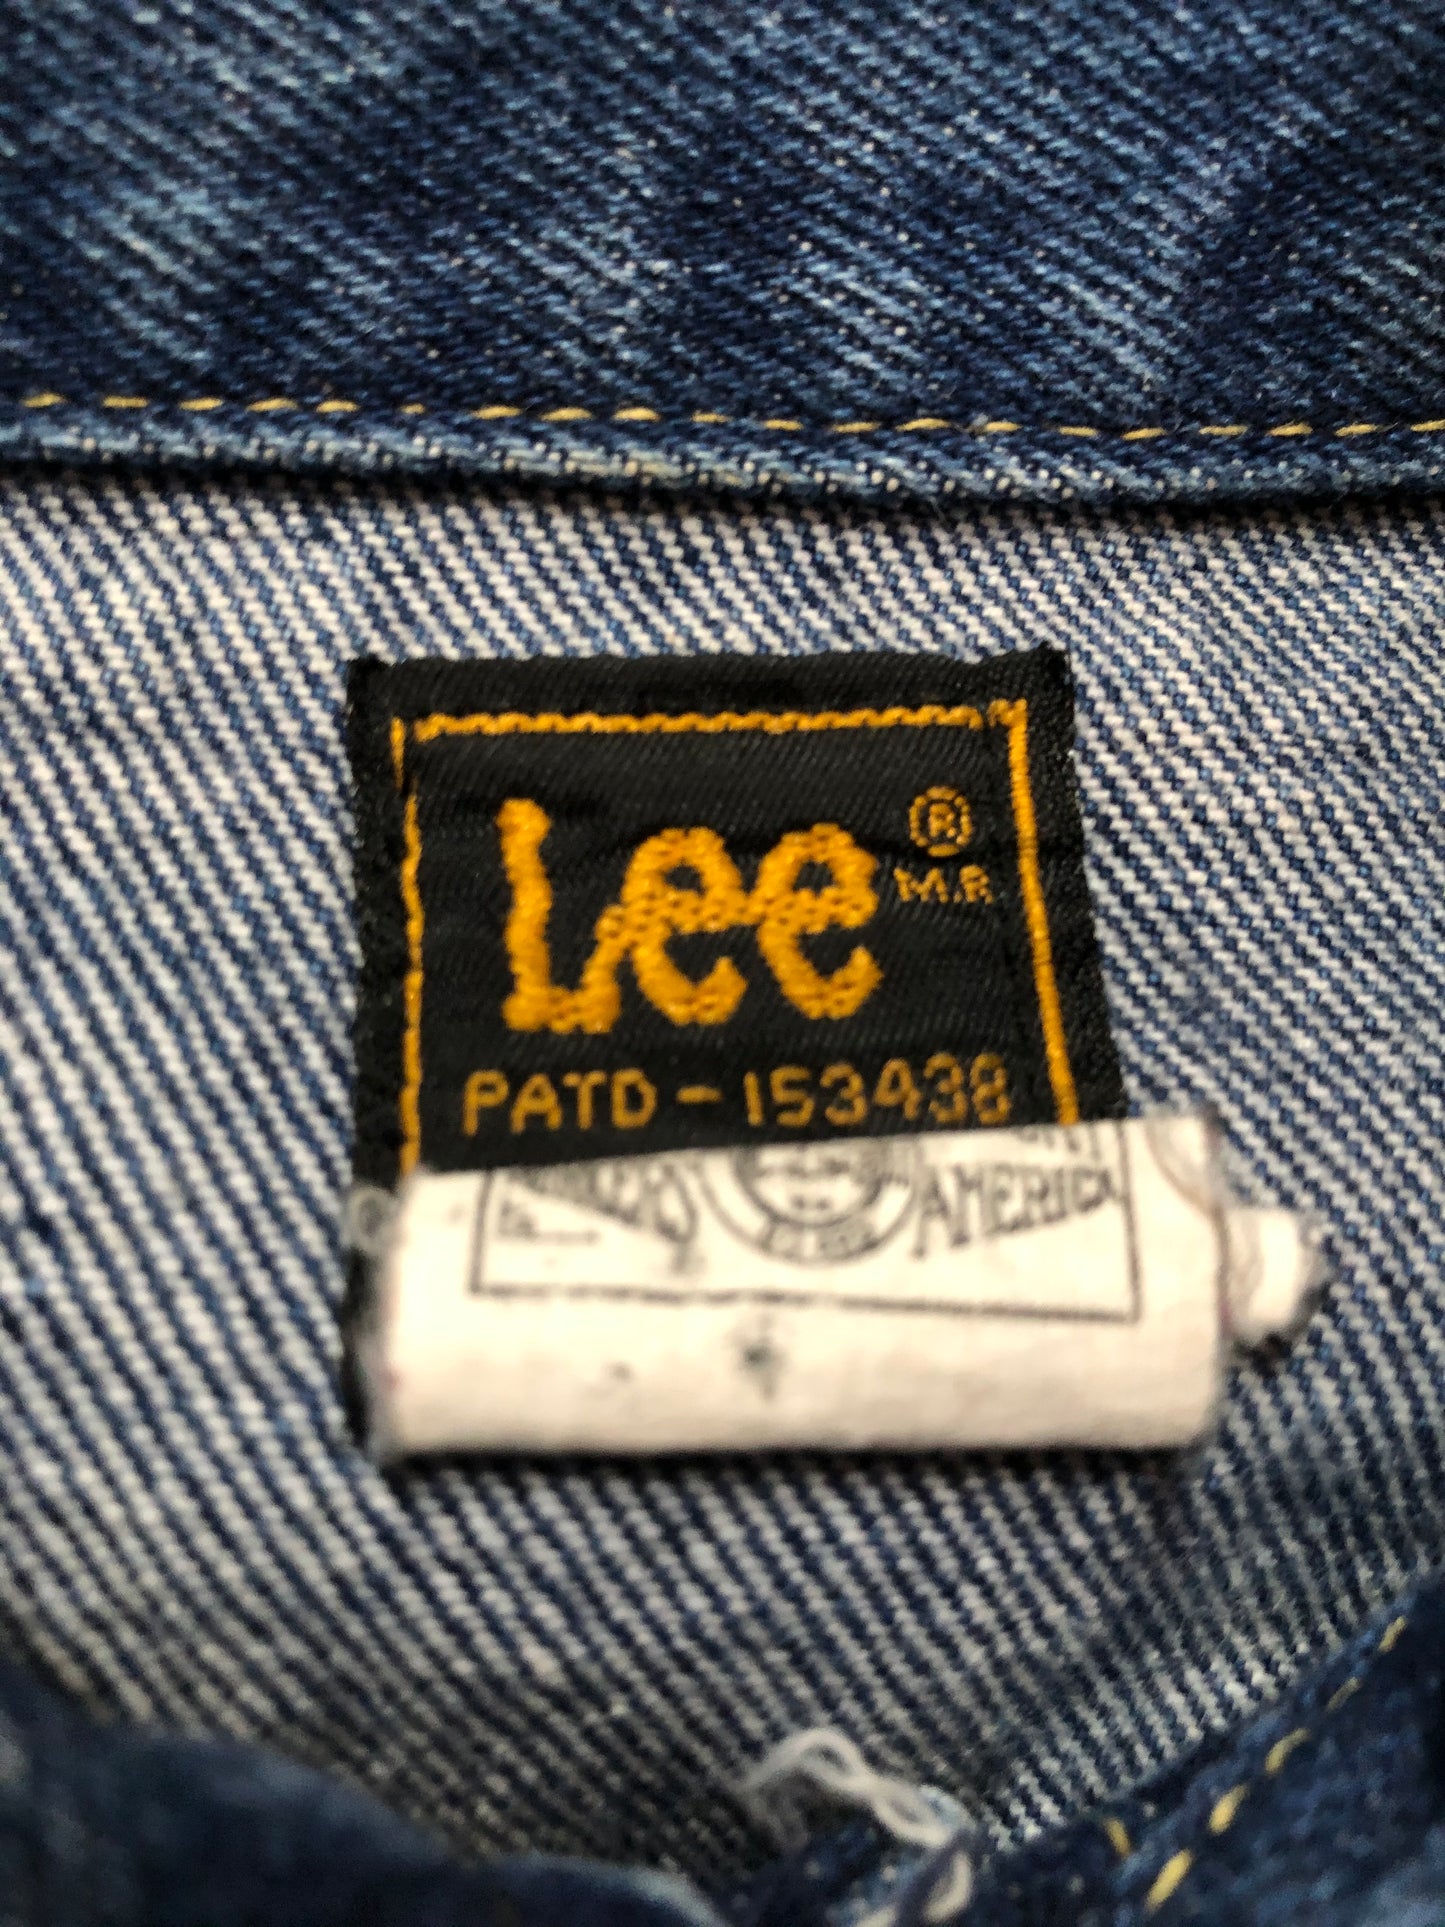 Lee ®
M.R.
PATD-153438
AMERICA